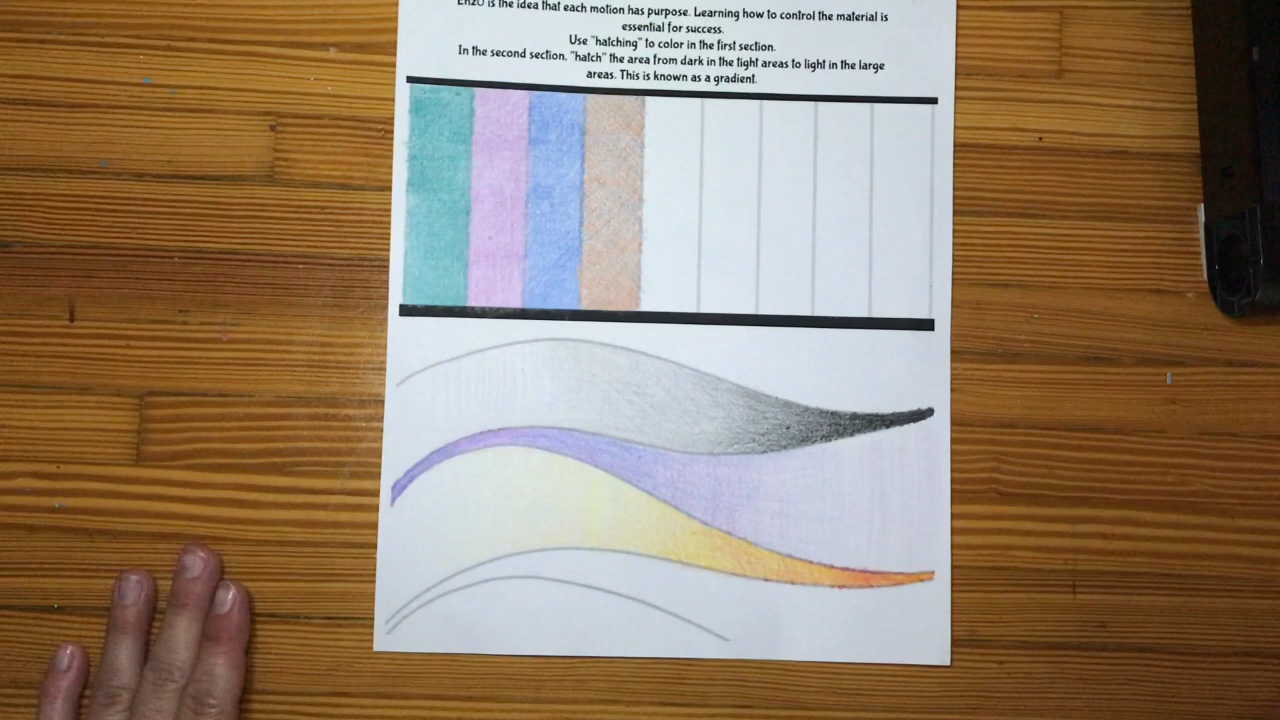 Enzo is the idea that each motion has purpose. Learning how to control the material is
essential for success.
Use "hatching" to color in the first section.
In the second section, "hatch" the area from dark in the tight areas to light in the large
areas. This is known as a gradient.